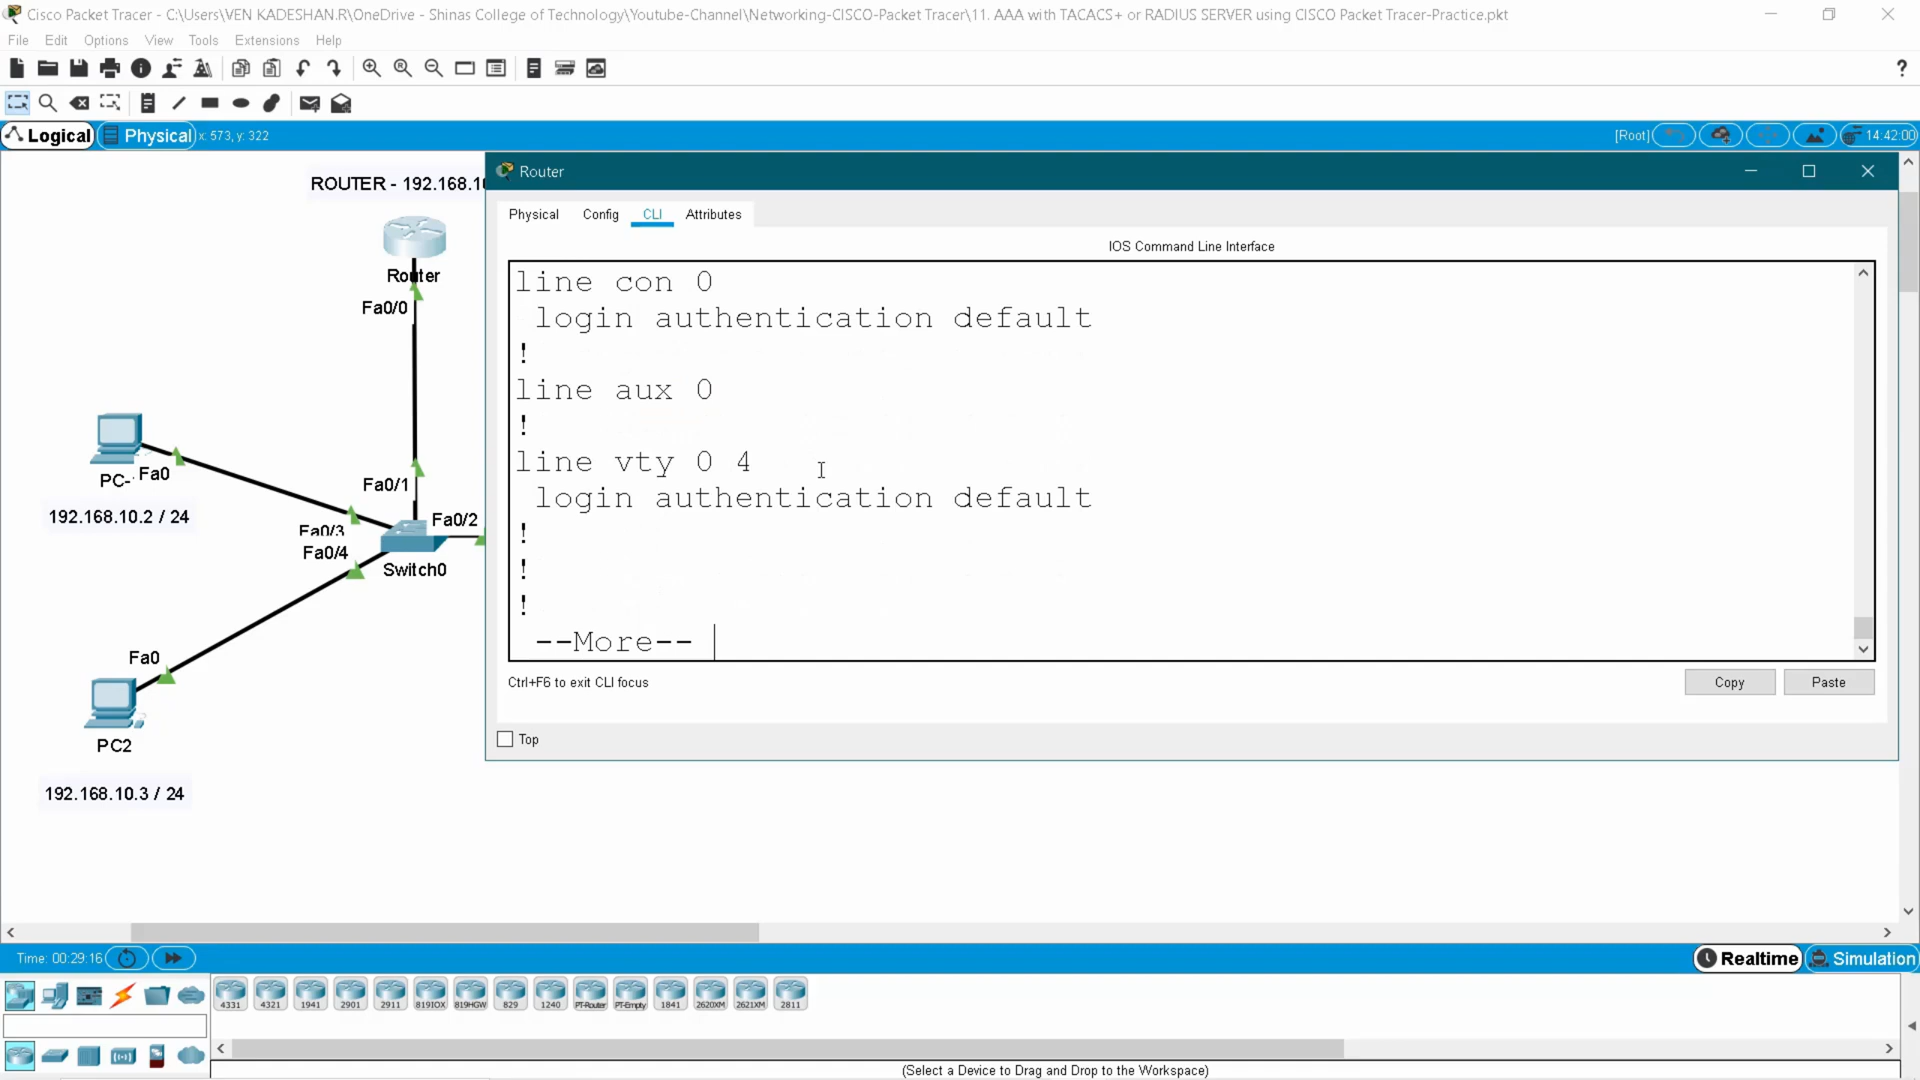 Cisco Packet Tracer - C:\Users\VEN KADESHAN.R\OneDrive - Shinas College of Technology\Youtube-Channel\Networking-CISCO-Packet Tracer\11. AAA with TACACS+ or RADIUS SERVER using CISCO Packet Tracer-Practice.pkt
File Edit Options View Tools Extensions Help
?
Logical Physical x: 573, y: 322 [Root] 14:42:00
ROUTER - 192.168.10
Router
Fa0/0
Fa0
PC-
192.168.10.2 / 24
Fa0/1
Fa0/2
Fa0/3
Fa0/4
Switch0
Fa0
PC2
192.168.10.3 / 24
Router
Physical Config CLI Attributes
IOS Command Line Interface
line con 0
login authentication default
!
line aux 0
!
line vty 0 4
login authentication default
!
!
!
--More--
Ctrl+F6 to exit CLI focus
Copy Paste
Top
Time: 00:29:16
Realtime Simulation
4331 4321 1941 2901 2911 819IOX 819HGW 829 1240 PT-Router PT-Empty 1841 2620XM 2621XM 2811
(Select a Device to Drag and Drop to the Workspace)